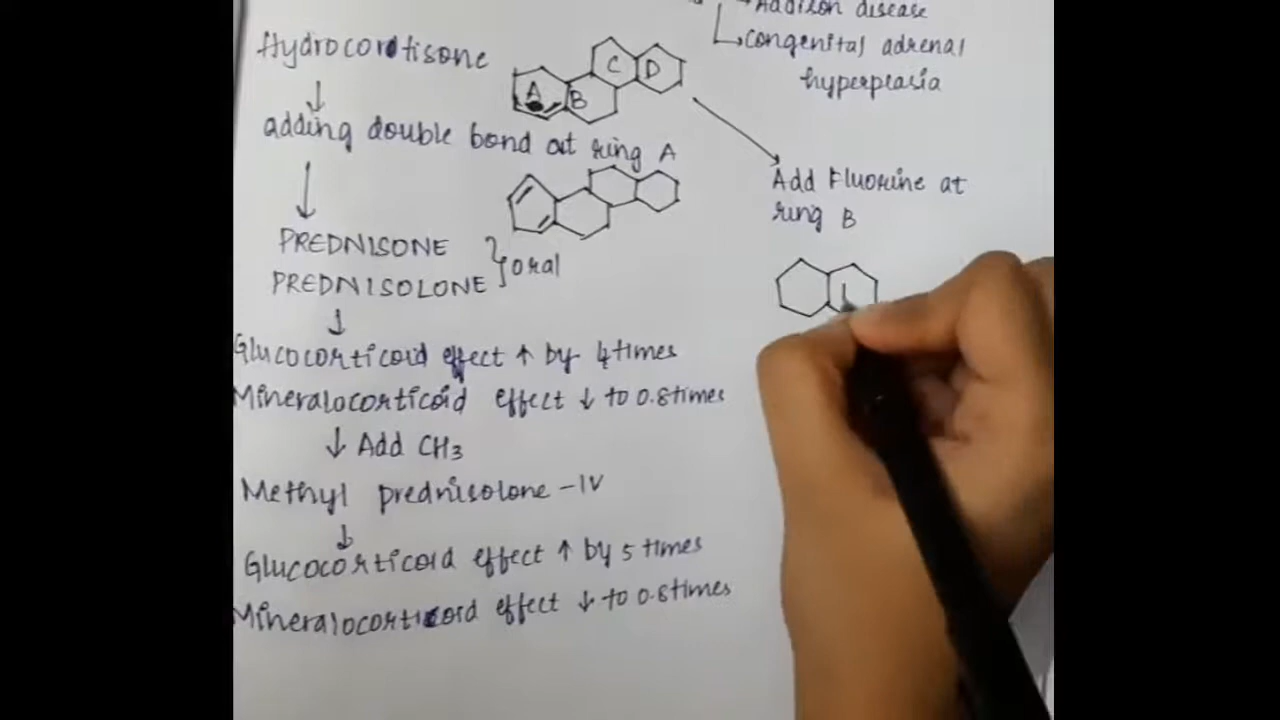 Addison disease
congenital adrenal
hyperplasia
Hydrocortisone
A B C D
adding double bond at ring A
PREDNISONE
PREDNISOLONE
oral
Glucocorticoid effect ↑ by 4 times
Mineralocorticoid effect ↓ to 0.8 times
↓ Add CH3
Methyl prednisolone - IV
Glucocorticoid effect ↑ by 5 times
Mineralocorticoid effect ↓ to 0.8 times
Add Fluorine at
ring B